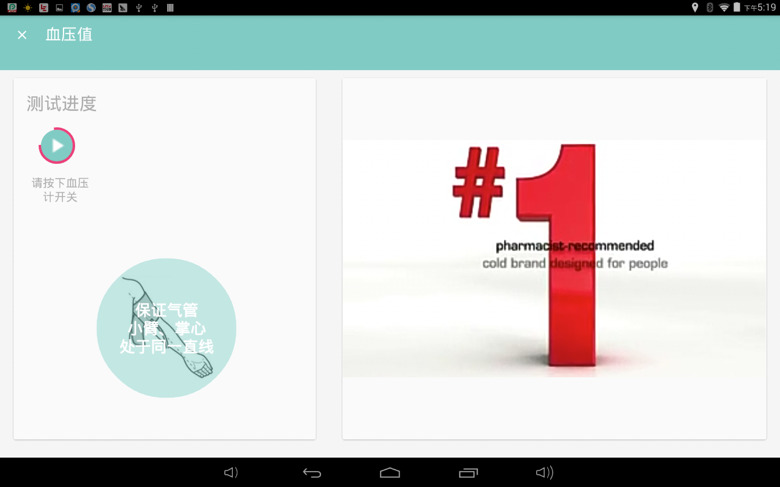 下午5:19
血压值
测试进度
请按下血压
计开关
保证气管
小臂、掌心
处于同一直线
#1
pharmacist-recommended
cold brand designed for people